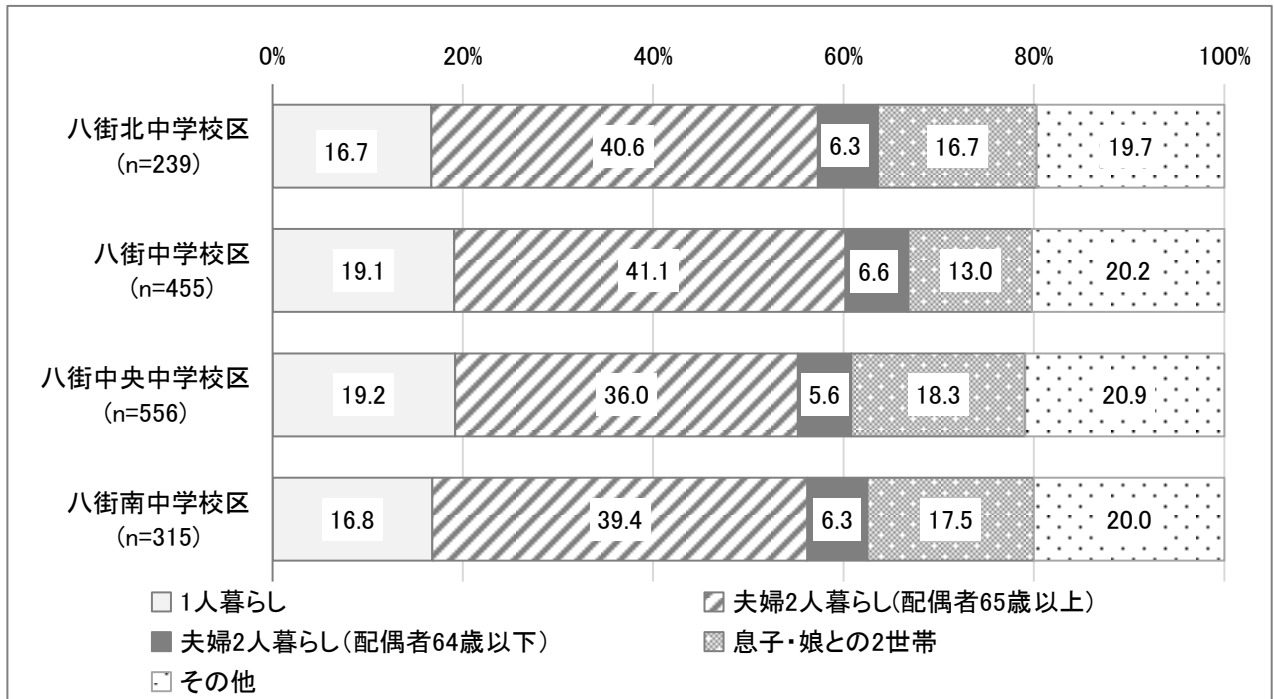 0% 20% 40% 60% 80% 100%
八街北中学校区
(n=239)
16.7 40.6 6.3 16.7 19.7
八街中学校区
(n=455)
19.1 41.1 6.6 13.0 20.2
八街中央中学校区
(n=556)
19.2 36.0 5.6 18.3 20.9
八街南中学校区
(n=315)
16.8 39.4 6.3 17.5 20.0
1人暮らし 夫婦2人暮らし(配偶者65歳以上)
夫婦2人暮らし(配偶者64歳以下) 息子・娘との2世帯
その他